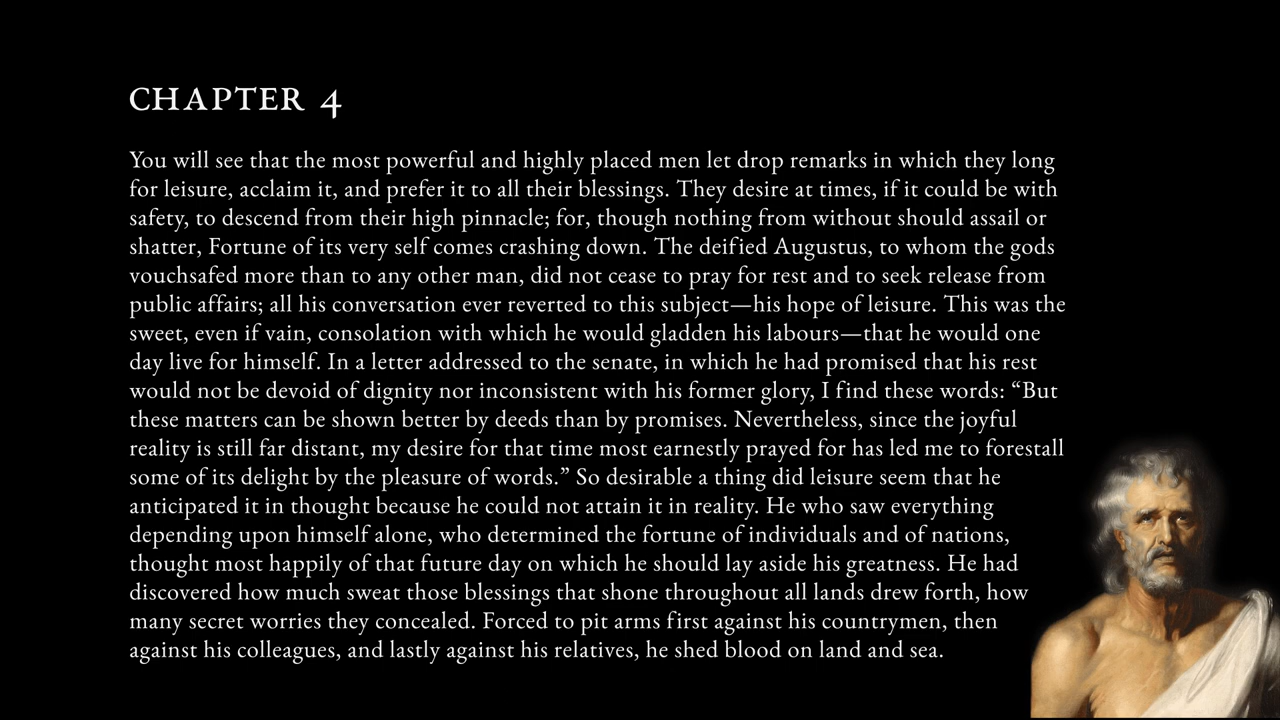 CHAPTER 4
You will see that the most powerful and highly placed men let drop remarks in which they long
for leisure, acclaim it, and prefer it to all their blessings. They desire at times, if it could be with
safety, to descend from their high pinnacle; for, though nothing from without should assail or
shatter, Fortune of its very self comes crashing down. The deified Augustus, to whom the gods
vouchsafed more than to any other man, did not cease to pray for rest and to seek release from
public affairs; all his conversation ever reverted to this subject—his hope of leisure. This was the
sweet, even if vain, consolation with which he would gladden his labours—that he would one
day live for himself. In a letter addressed to the senate, in which he had promised that his rest
would not be devoid of dignity nor inconsistent with his former glory, I find these words: “But
these matters can be shown better by deeds than by promises. Nevertheless, since the joyful
reality is still far distant, my desire for that time most earnestly prayed for has led me to forestall
some of its delight by the pleasure of words.” So desirable a thing did leisure seem that he
anticipated it in thought because he could not attain it in reality. He who saw everything
depending upon himself alone, who determined the fortune of individuals and of nations,
thought most happily of that future day on which he should lay aside his greatness. He had
discovered how much sweat those blessings that shone throughout all lands drew forth, how
many secret worries they concealed. Forced to pit arms first against his countrymen, then
against his colleagues, and lastly against his relatives, he shed blood on land and sea.